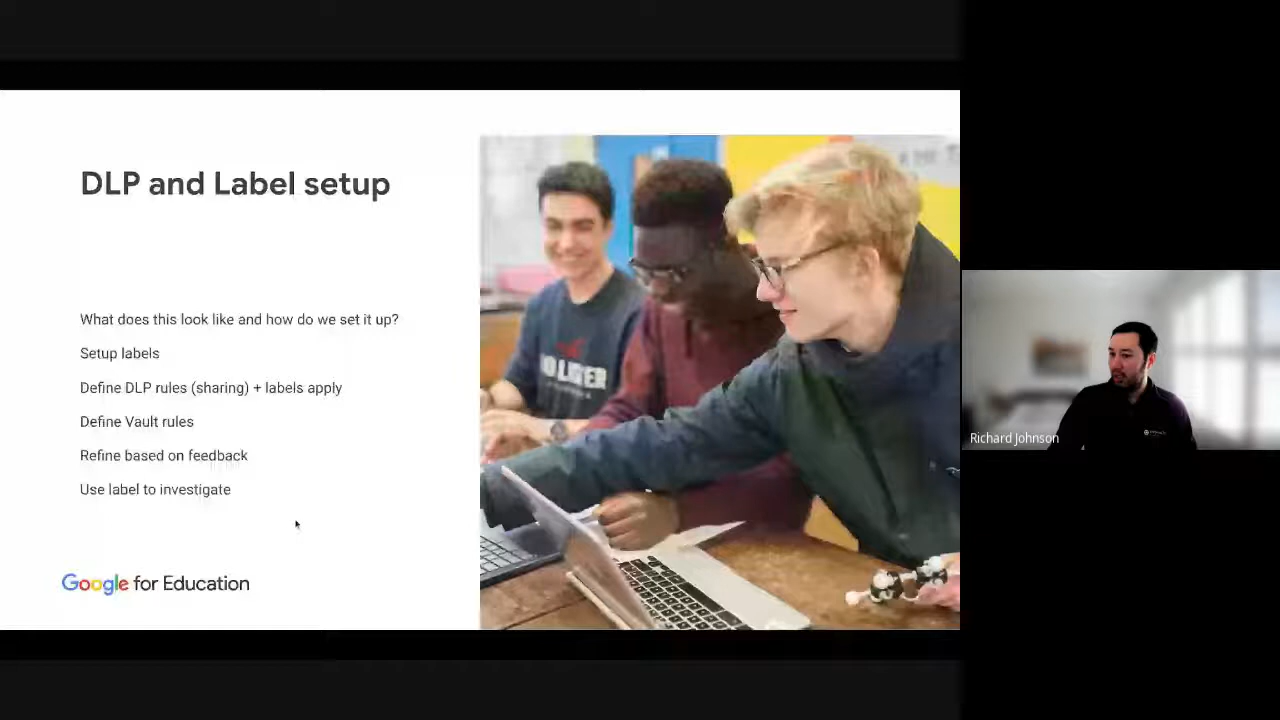 DLP and Label setup
What does this look like and how do we set it up?
Setup labels
Define DLP rules (sharing) + labels apply
Define Vault rules
Refine based on feedback
Use label to investigate
Google for Education
Richard Johnson